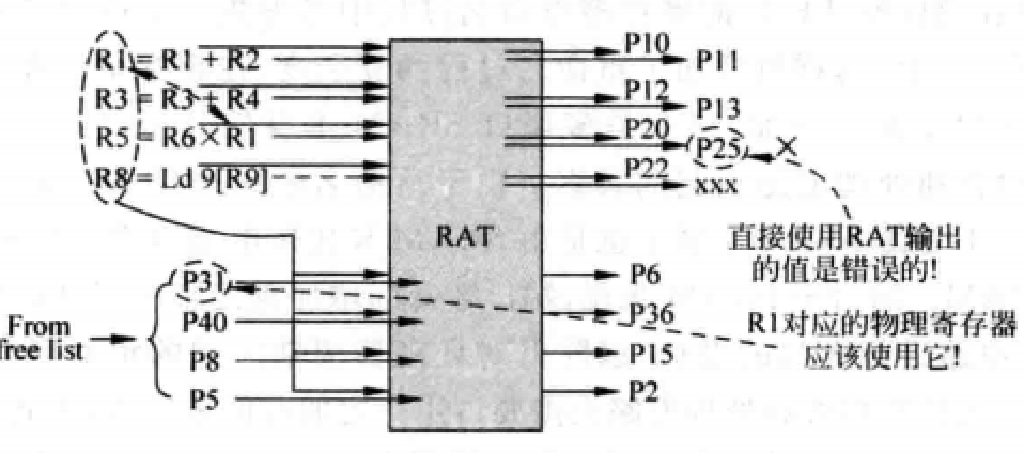 R1 = R1 + R2
R3 = R3 + R4
R5 = R6×R1
R8 = Ld 9[R9]
P31
P40
P8
P5
From
free list
RAT
P10
P11
P12
P13
P20
P25
×
P22
xxx
直接使用RAT输出
的值是错误的!
P6
P36
P15
P2
R1对应的物理寄存器
应该使用它!